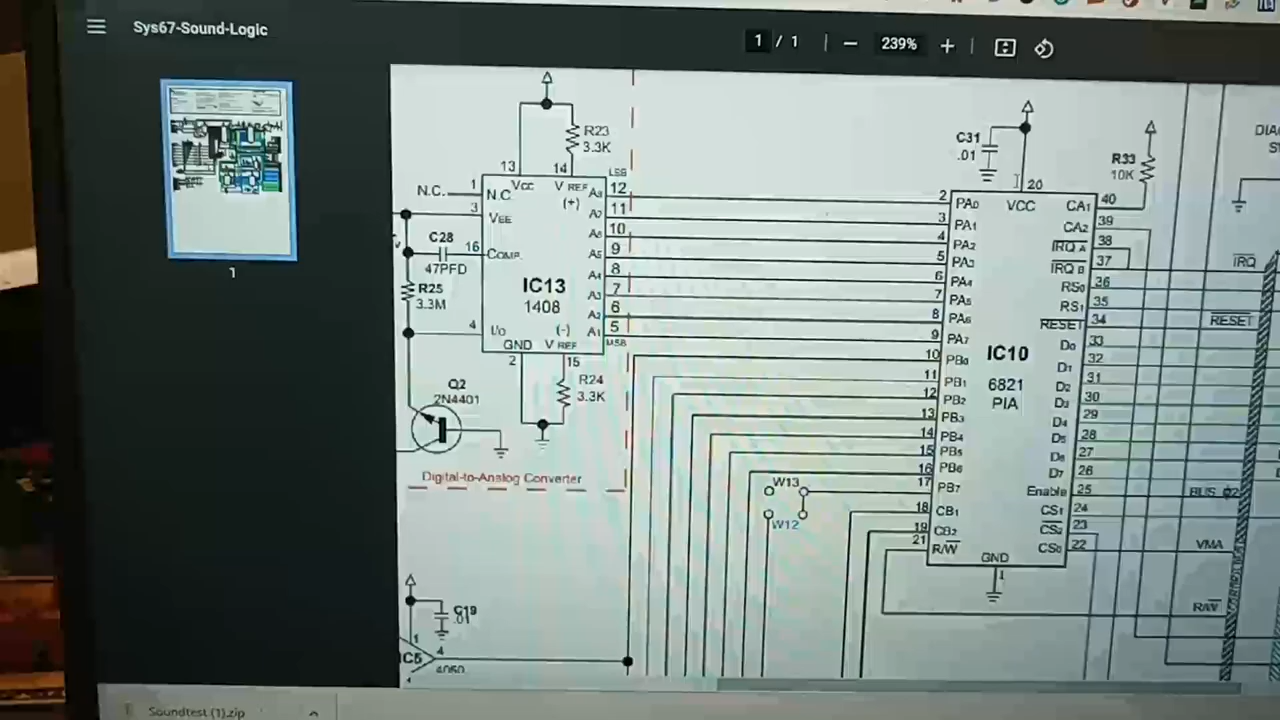 Sys67-Sound-Logic
1 / 1
239%
1
R23
3.3K
13
14
N.C.
1
N.C
Vcc
V REF
(+)
LSB
A8
12
3
VEE
A7
11
A6
10
C28
16
COMP.
47PFD
A5
9
A4
8
R25
3.3M
IC13
1408
A3
7
A2
6
4
I/O
(-)
A1
5
MSB
GND
V REF
2
15
R24
3.3K
Q2
2N4401
Digital-to-Analog Converter
C19
.01
1
IC5
4
4050
C31
.01
20
VCC
R33
10K
2
PA0
3
PA1
4
PA2
5
PA3
6
PA4
7
PA5
8
PA6
9
PA7
10
PB0
11
PB1
12
PB2
13
PB3
14
PB4
15
PB5
16
PB6
17
PB7
18
CB1
19
CB2
21
R/W
IC10
6821
PIA
GND
1
CA1
40
CA2
39
IRQ A
38
IRQ B
37
RS0
36
RS1
35
RESET
34
D0
33
D1
32
D2
31
D3
30
D4
29
D5
28
D6
27
D7
26
Enable
25
CS1
24
CS2
23
CS0
22
W13
W12
IRQ
RESET
BUS Φ2
VMA
R/W
Soundtest (1).zip